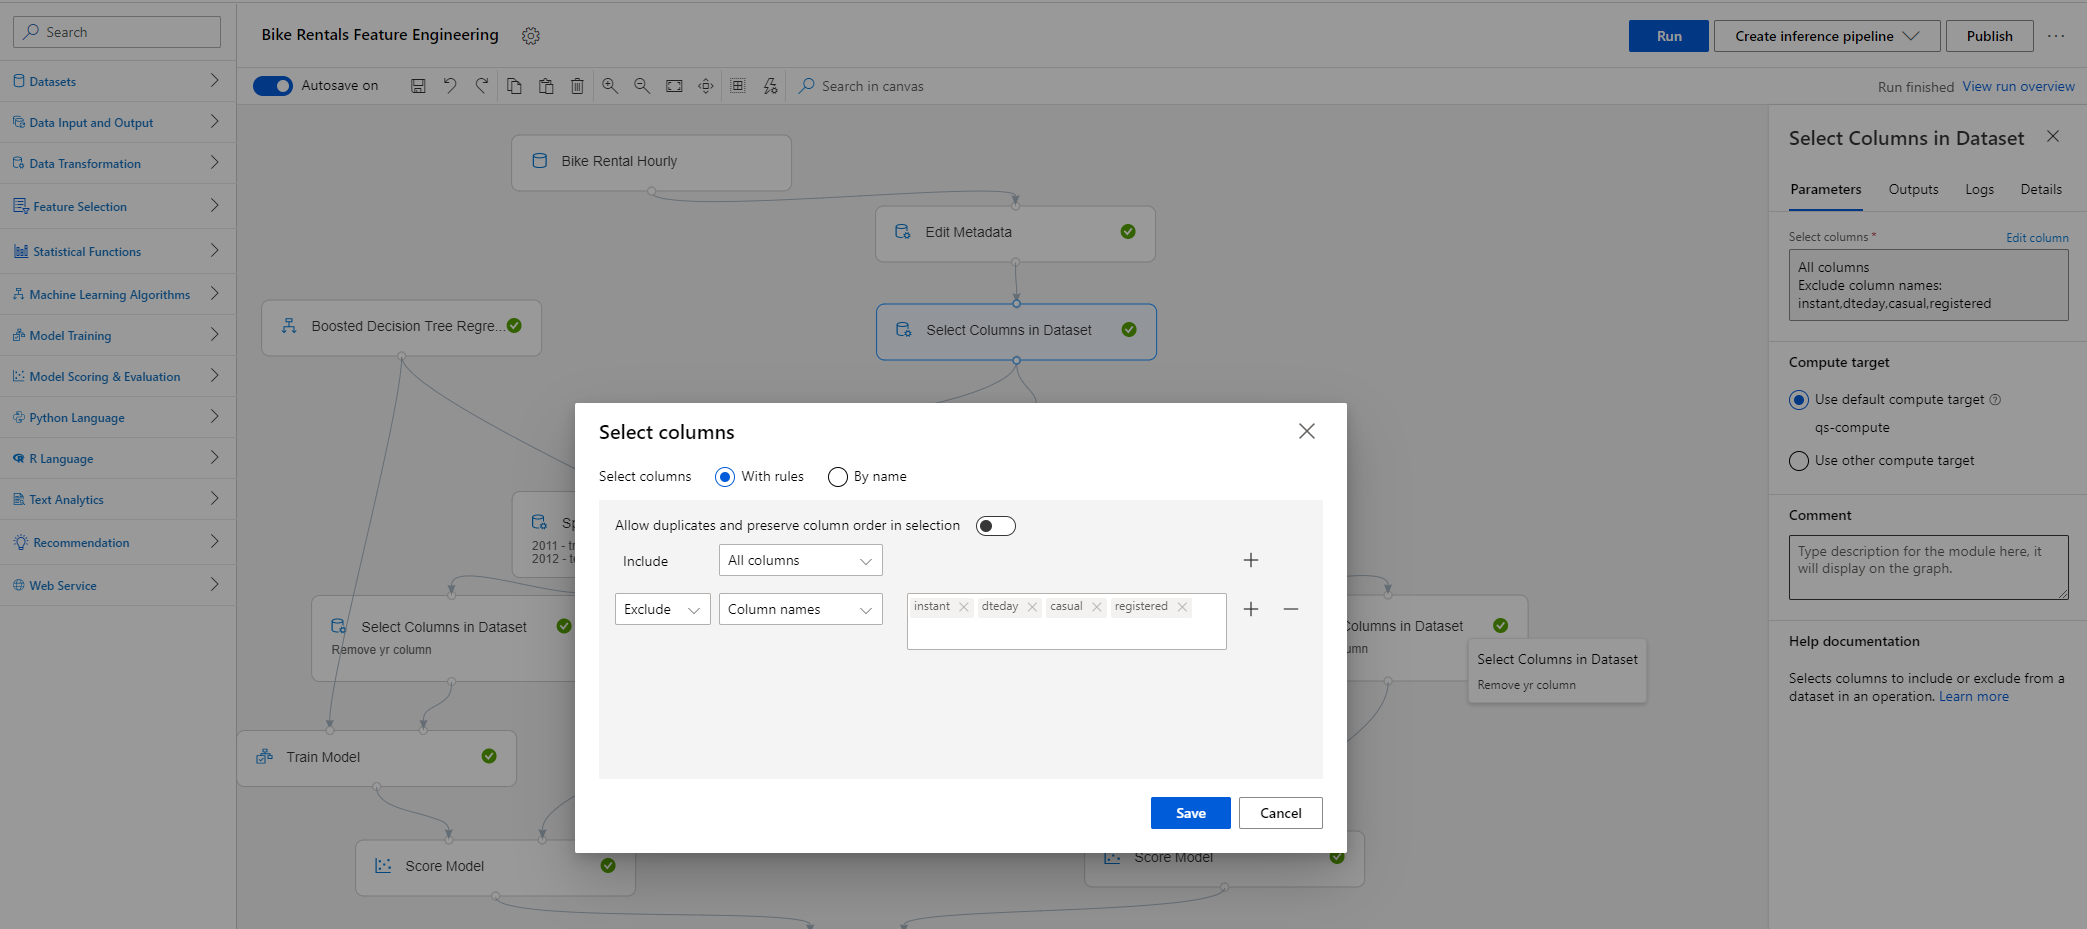 Search
Datasets
Data Input and Output
Data Transformation
Feature Selection
Statistical Functions
Machine Learning Algorithms
Model Training
Model Scoring & Evaluation
Python Language
R Language
Text Analytics
Recommendation
Web Service
Bike Rentals Feature Engineering
Run
Create inference pipeline
Publish
Autosave on
Search in canvas
Run finished View run overview
Bike Rental Hourly
Edit Metadata
Select Columns in Dataset
Boosted Decision Tree Regre...
2011 - t
2012 - t
Select Columns in Dataset
Remove yr column
Columns in Dataset
Select Columns in Dataset
Remove yr column
Train Model
Score Model
Score Model
Select columns
Select columns With rules By name
Allow duplicates and preserve column order in selection
Include All columns
Exclude Column names instant dteday casual registered
Save Cancel
Select Columns in Dataset
Parameters Outputs Logs Details
Select columns * Edit column
All columns
Exclude column names:
instant,dteday,casual,registered
Compute target
Use default compute target
qs-compute
Use other compute target
Comment
Type description for the module here, it
will display on the graph.
Help documentation
Selects columns to include or exclude from a
dataset in an operation. Learn more